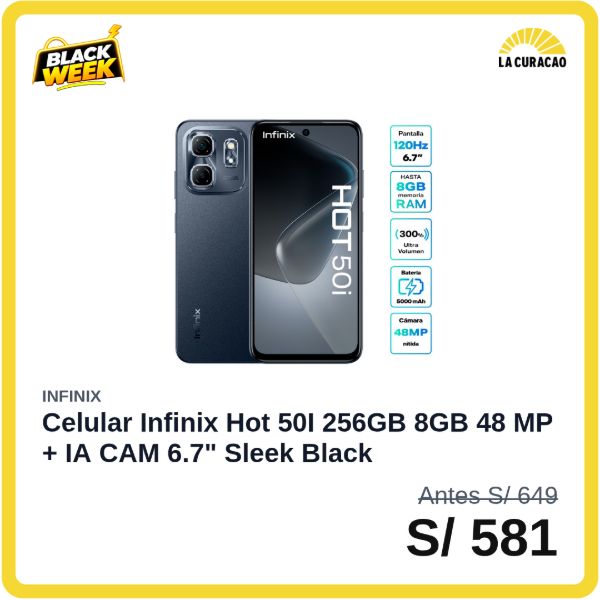 BLACK
WEEK
LA CURACAO
Infinix
HOT 50i
Infinix
Pantalla
120Hz
6.7"
HASTA
8GB
memoria
RAM
300%
Ultra
Volumen
Batería
5000 mAh
Cámara
48MP
nítida
INFINIX
Celular Infinix Hot 50I 256GB 8GB 48 MP
+ IA CAM 6.7" Sleek Black
Antes S/ 649
S/ 581